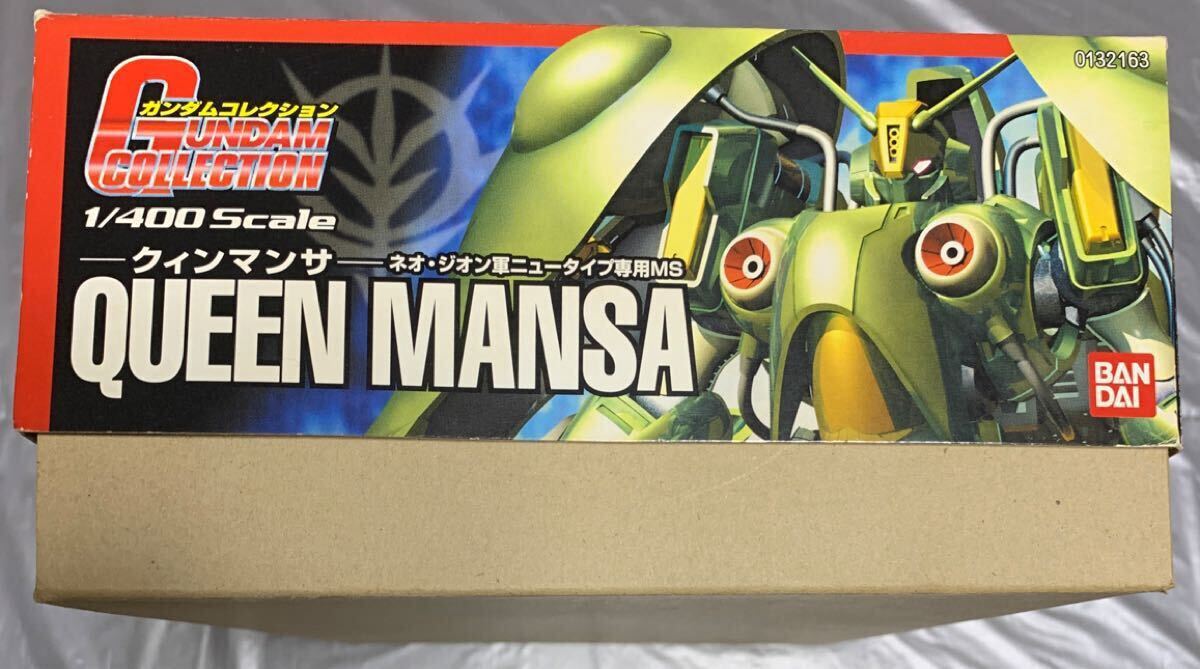 ガンダムコレクション
GUNDAM
COLLECTION
1/400 Scale
クィンマンサ
ネオ・ジオン軍ニュータイプ専用MS
QUEEN MANSA
0132163
BAN
DAI